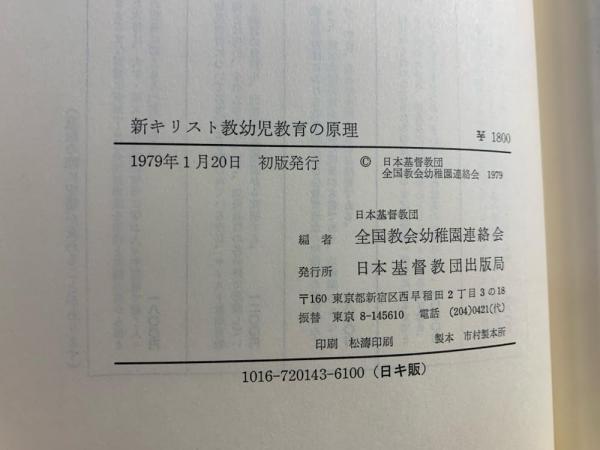 新キリスト教幼児教育の原理 ¥ 1800
1979年1月20日 初版発行 © 日本基督教団
全国教会幼稚園連絡会 1979
日本基督教団
編者 全国教会幼稚園連絡会
発行所 日本基督教団出版局
〒160 東京都新宿区西早稲田2丁目3の18
振替 東京 8-145610 電話 (204)0421(代)
印刷 松濤印刷 製本 市村製本所
1016-720143-6100(日キ販)